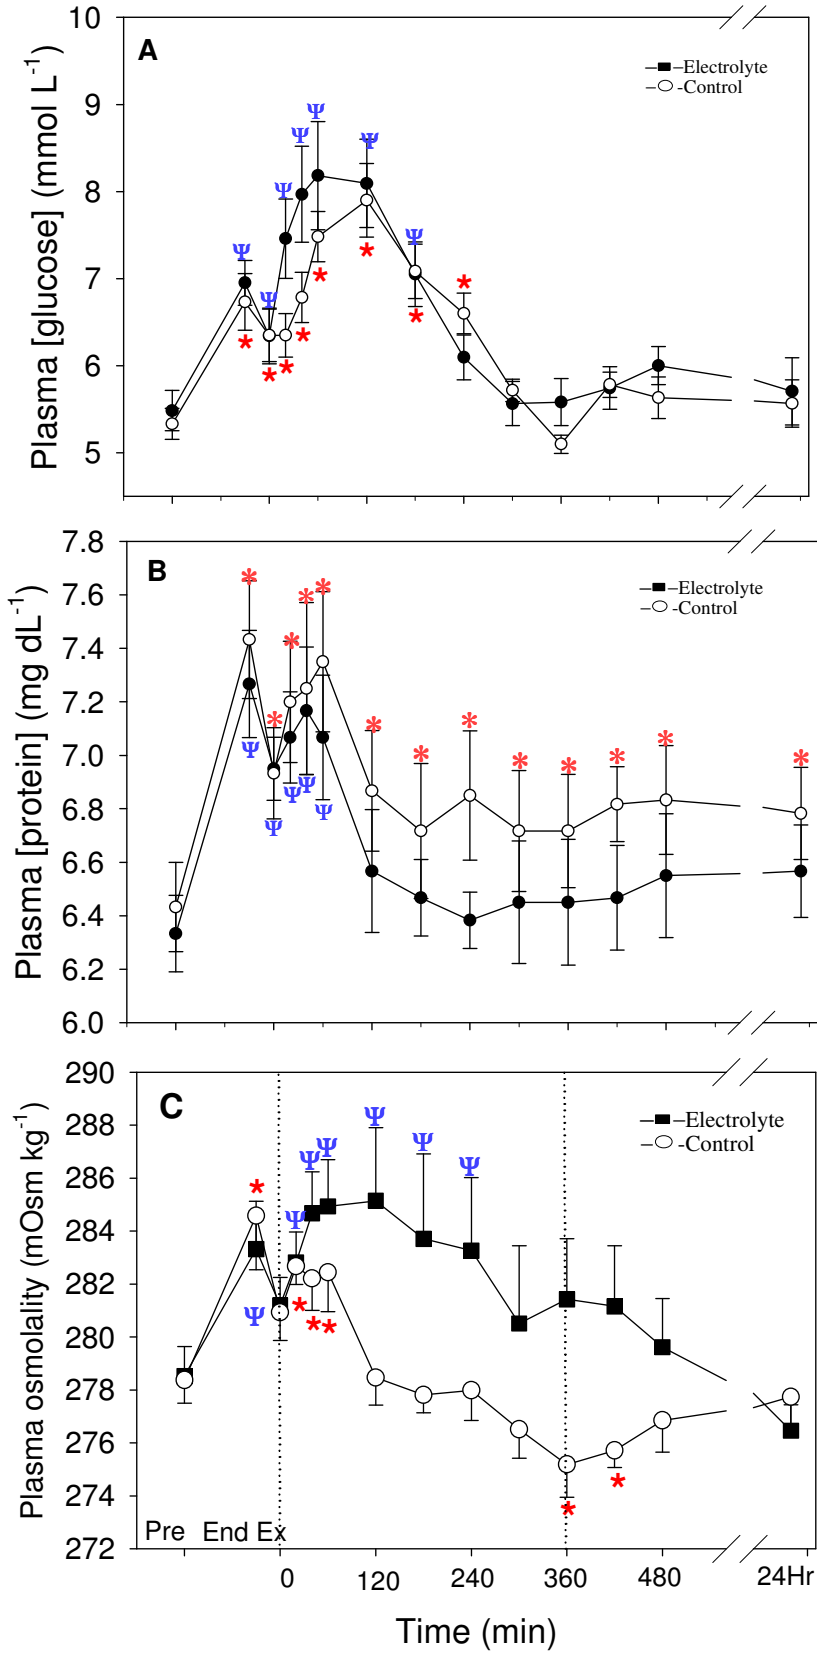 A
Plasma [glucose] (mmol L⁻¹)
10
9
8
7
6
5
–Electrolyte
-Control
Ψ Ψ Ψ Ψ Ψ Ψ Ψ
* * * * * * * *
B
Plasma [protein] (mg dL⁻¹)
7.8
7.6
7.4
7.2
7.0
6.8
6.6
6.4
6.2
6.0
–Electrolyte
-Control
* * * * * * * * * * * * *
Ψ Ψ Ψ Ψ Ψ
C
Plasma osmolality (mOsm kg⁻¹)
290
288
286
284
282
280
278
276
274
272
–Electrolyte
-Control
Ψ Ψ Ψ Ψ Ψ Ψ Ψ
* * * * * *
Pre End Ex
0 120 240 360 480 24Hr
Time (min)